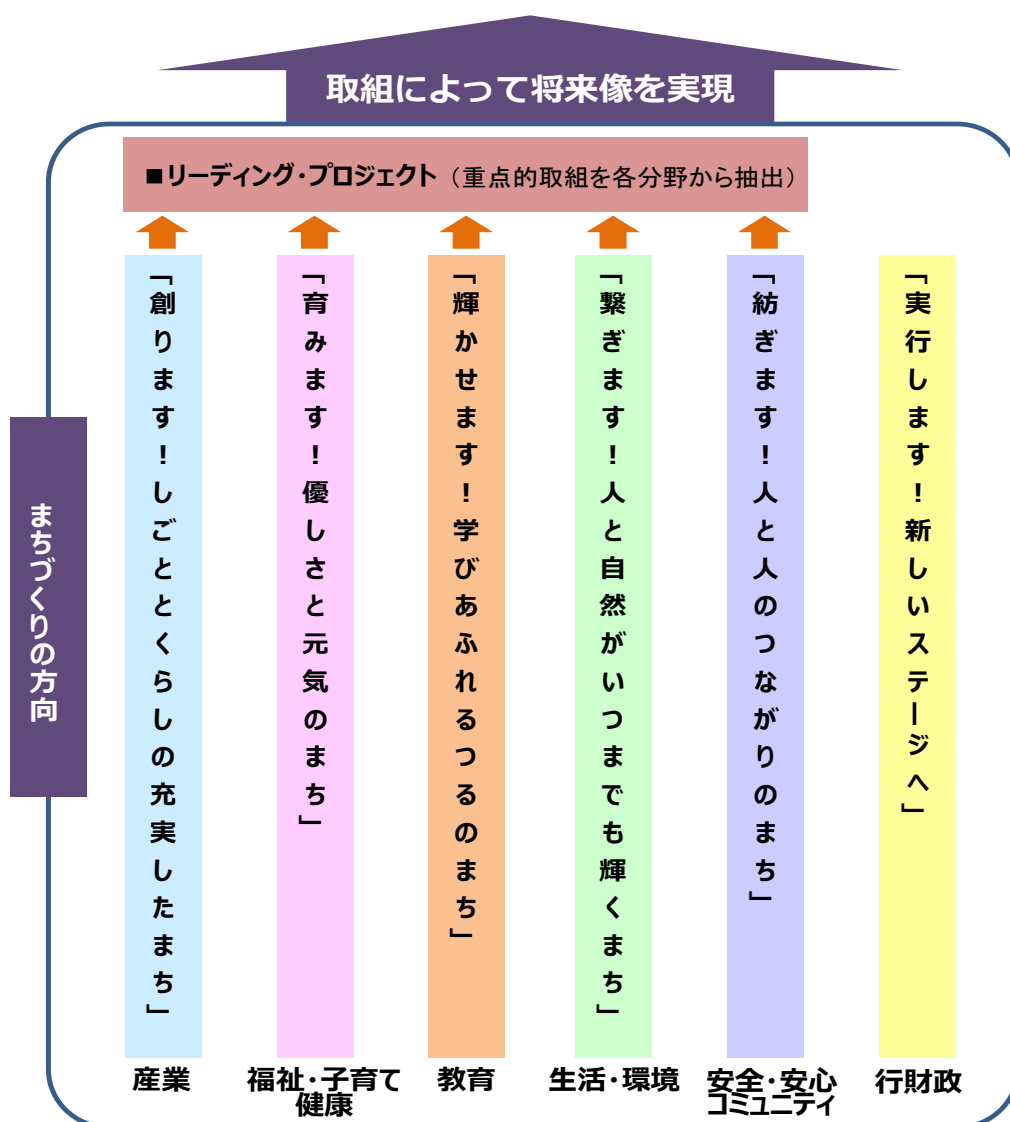 取組によって将来像を実現
■リーディング・プロジェクト（重点的取組を各分野から抽出）
まちづくりの方向
「創ります！しごととくらしの充実したまち」
「育みます！優しさと元気のまち」
「輝かせます！学びあふれるつるのまち」
「繋ぎます！人と自然がいつまでも輝くまち」
「紡ぎます！人と人のつながりのまち」
「実行します！新しいステージへ」
産業
福祉・子育て
健康
教育
生活・環境
安全・安心
コミュニティ
行財政